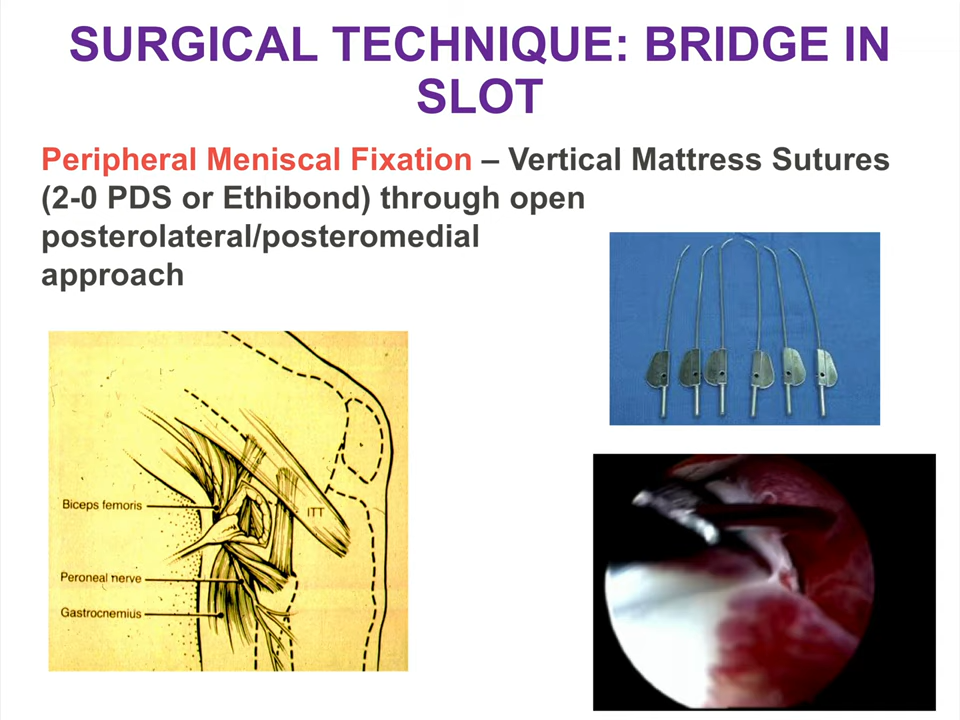 SURGICAL TECHNIQUE: BRIDGE IN
SLOT
Peripheral Meniscal Fixation – Vertical Mattress Sutures
(2-0 PDS or Ethibond) through open
posterolateral/posteromedial
approach
Biceps femoris
ITT
Peroneal nerve
Gastrocnemius